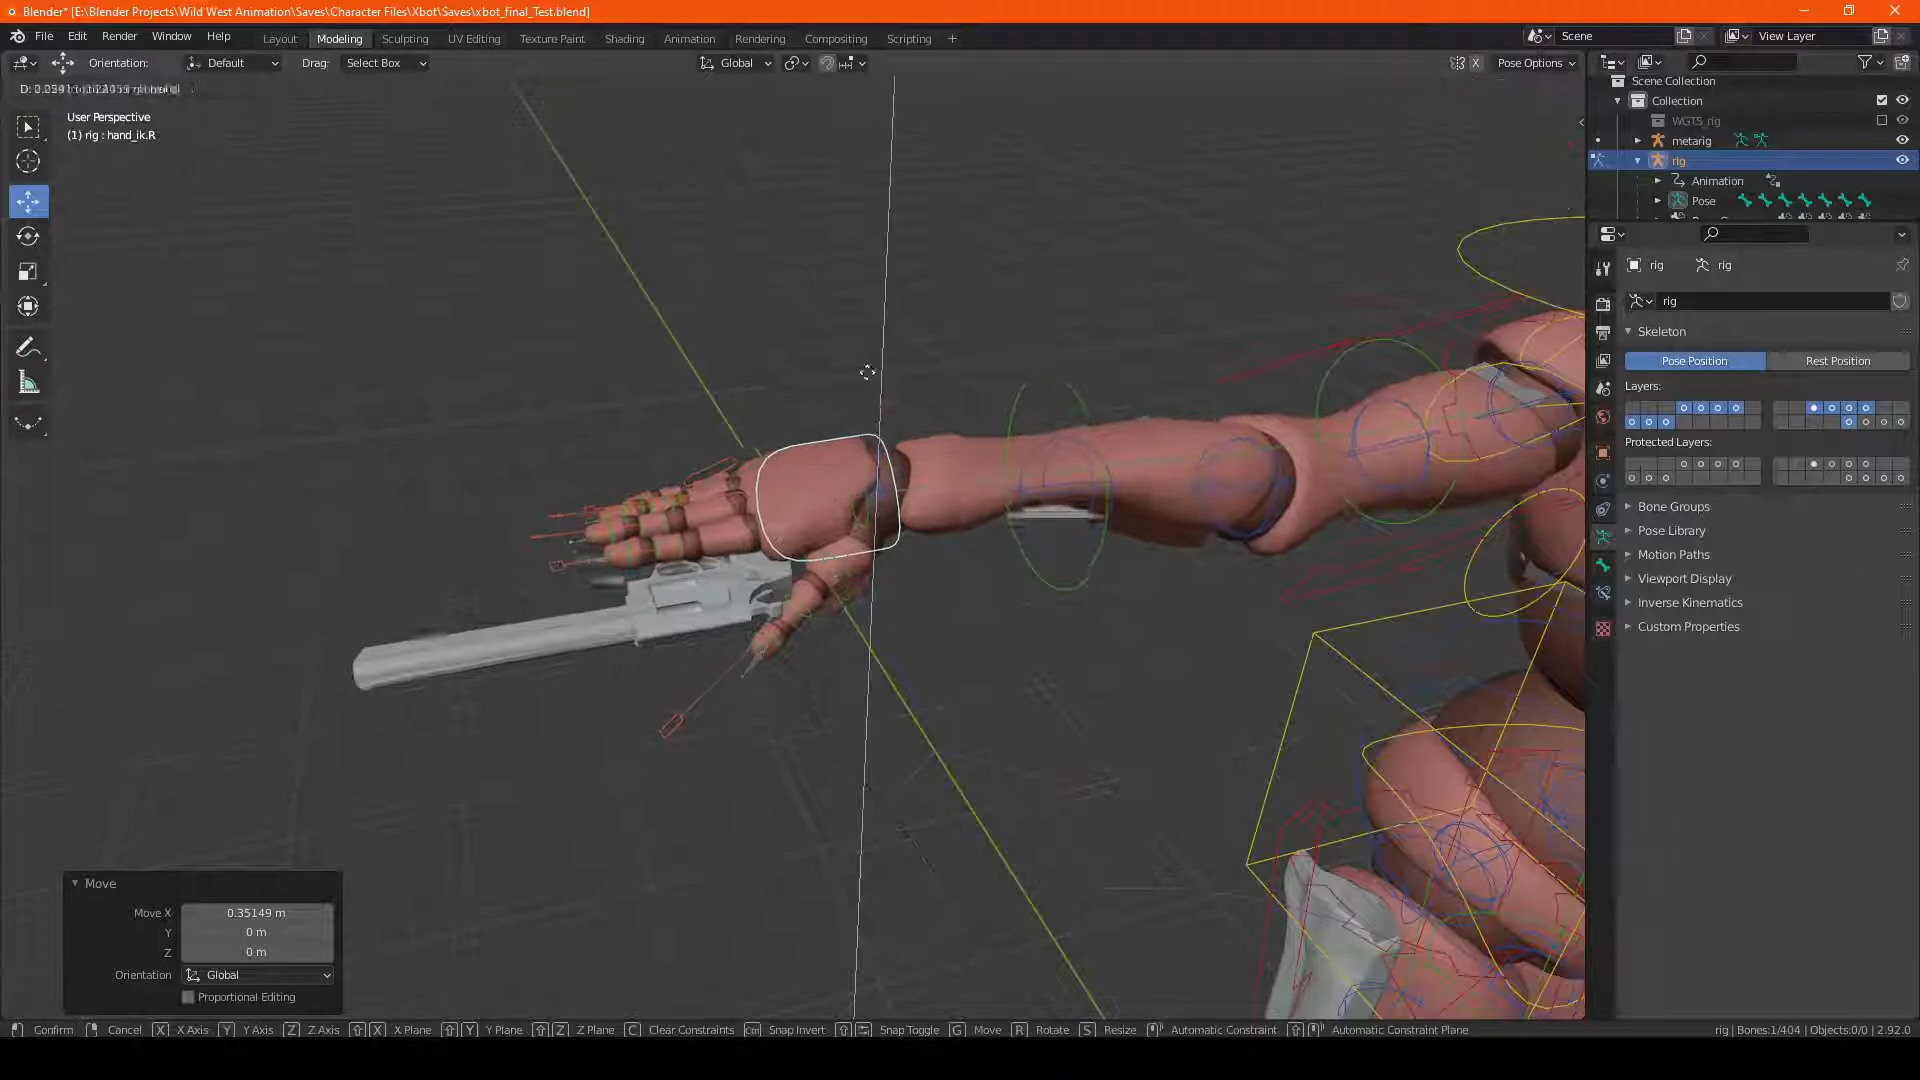 Blender* [E:\Blender Projects\Wild West Animation\Saves\Character Files\Xbot\Saves\xbot_final_Test.blend]
File Edit Render Window Help
Layout Modeling Sculpting UV Editing Texture Paint Shading Animation Rendering Compositing Scripting
Scene View Layer
Orientation: Default Drag: Select Box Global X Pose Options
User Perspective
(1) rig : hand_ik.R
Scene Collection
Collection
WGTS_rig
metarig
rig
Animation
Pose
rig rig
rig
Skeleton
Pose Position Rest Position
Layers:
Protected Layers:
Bone Groups
Pose Library
Motion Paths
Viewport Display
Inverse Kinematics
Custom Properties
Move
Move X 0.35149 m
Y 0 m
Z 0 m
Orientation Global
Proportional Editing
Confirm Cancel X X Axis Y Y Axis Z Z Axis X X Plane Y Y Plane Z Z Plane C Clear Constraints Ctrl Snap Invert Snap Toggle G Move R Rotate S Resize Automatic Constraint Automatic Constraint Plane
rig | Bones:1/404 | Objects:0/0 | 2.92.0